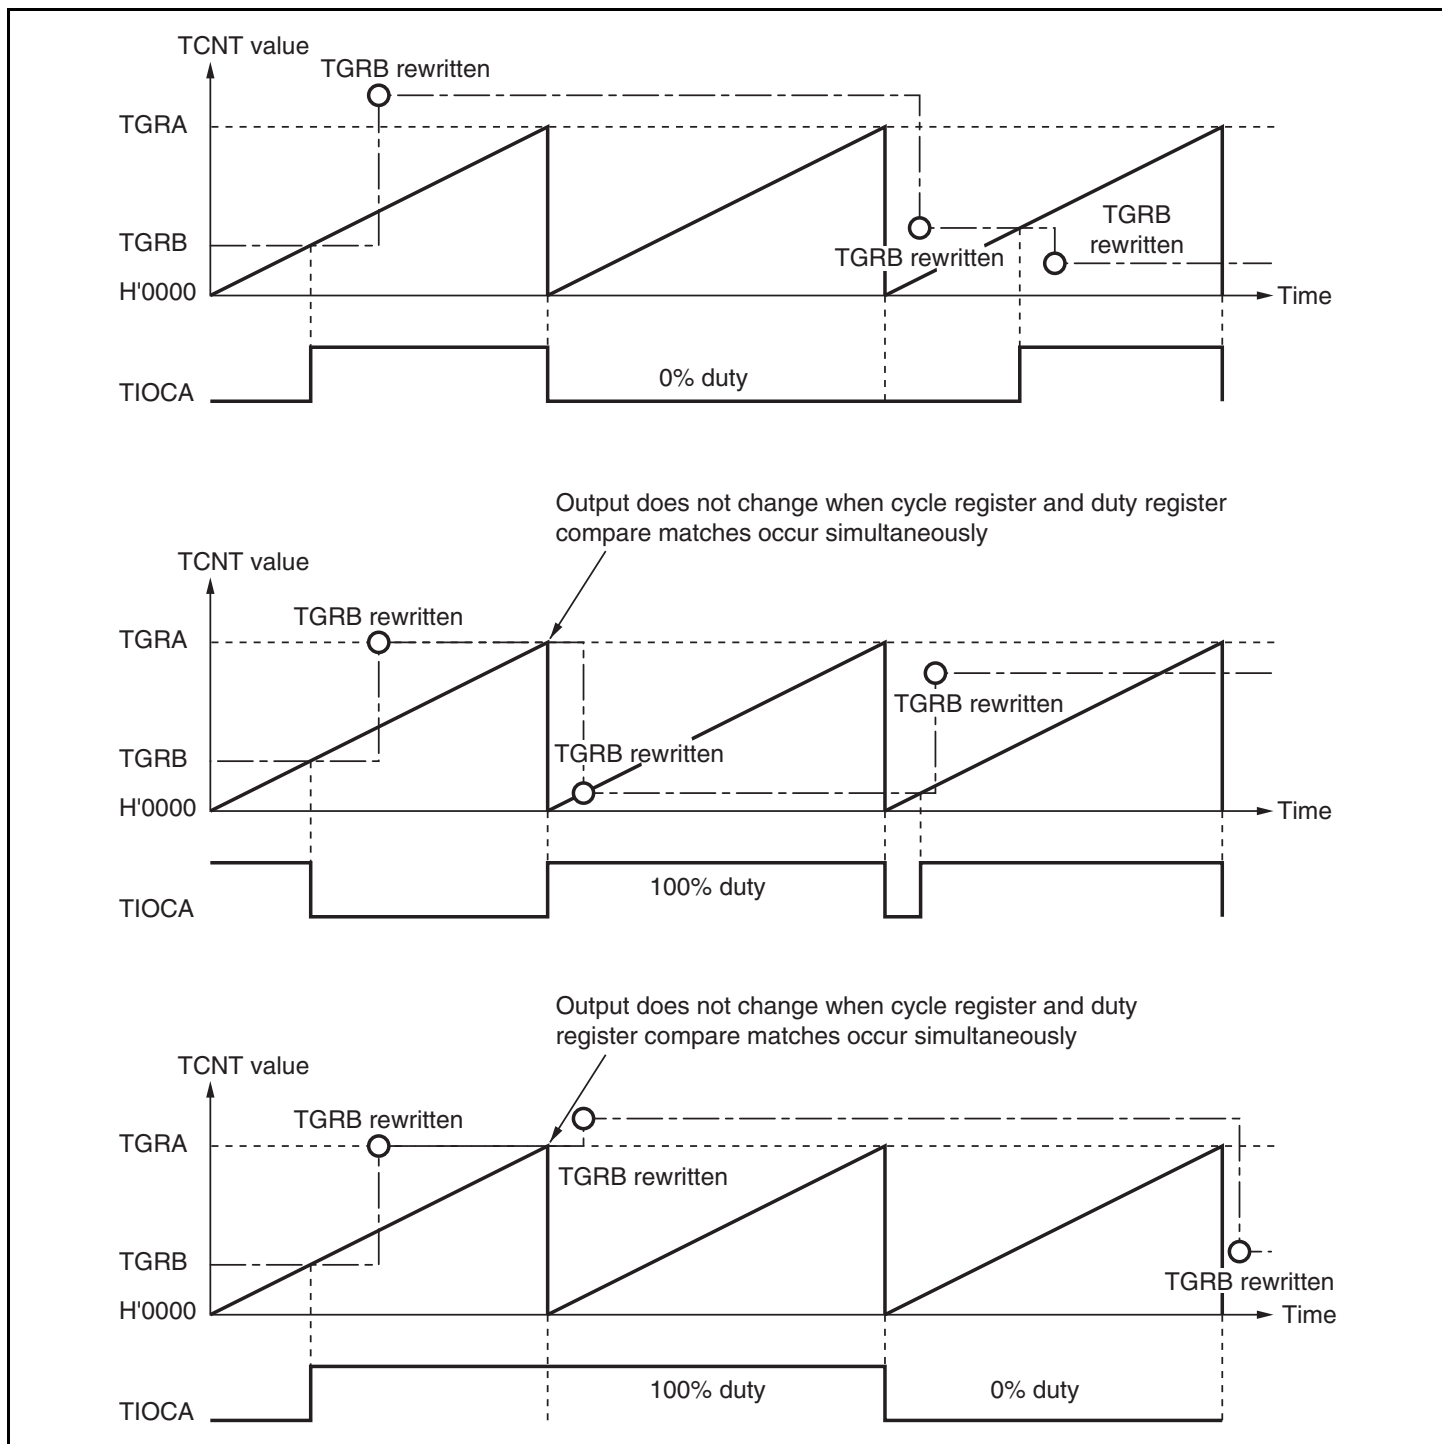 TCNT value
TGRB rewritten
TGRA
TGRB
rewritten
TGRB
TGRB rewritten
H'0000
Time
0% duty
TIOCA
Output does not change when cycle register and duty register
compare matches occur simultaneously
TCNT value
TGRB rewritten
TGRA
TGRB rewritten
TGRB
TGRB rewritten
H'0000
Time
100% duty
TIOCA
Output does not change when cycle register and duty
register compare matches occur simultaneously
TCNT value
TGRB rewritten
TGRA
TGRB rewritten
TGRB
TGRB rewritten
H'0000
Time
100% duty
0% duty
TIOCA